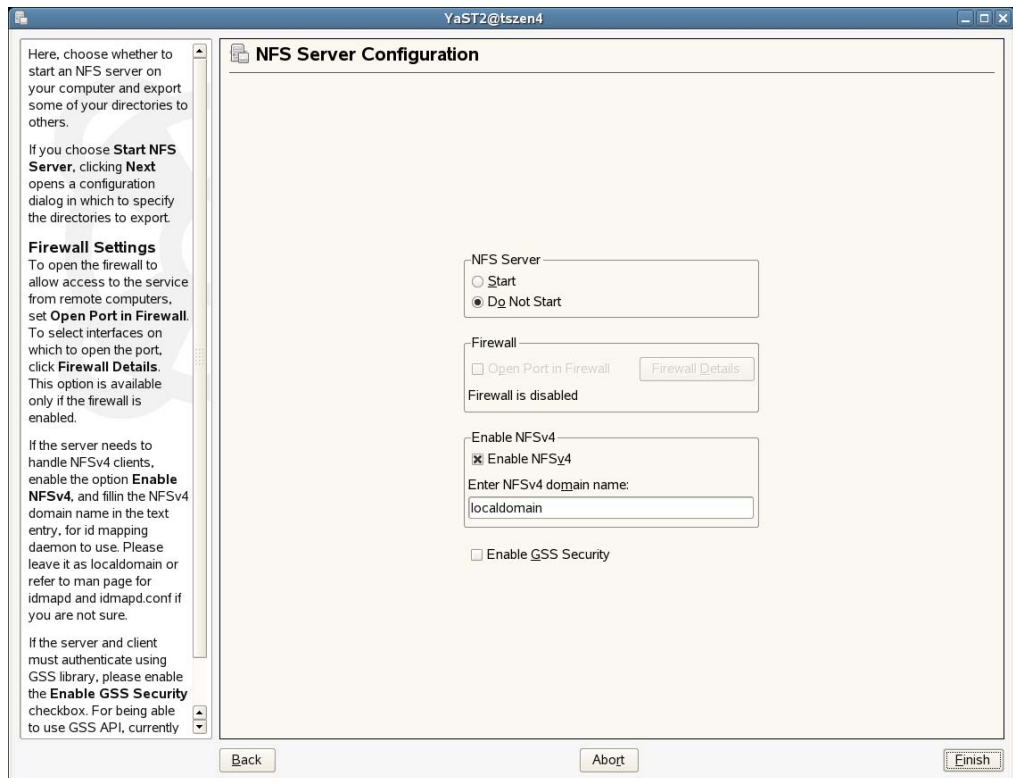 YaST2@tszen4
Here, choose whether to
start an NFS server on
your computer and export
some of your directories to
others.
If you choose Start NFS
Server, clicking Next
opens a configuration
dialog in which to specify
the directories to export.
Firewall Settings
To open the firewall to
allow access to the service
from remote computers,
set Open Port in Firewall.
To select interfaces on
which to open the port,
click Firewall Details.
This option is available
only if the firewall is
enabled.
If the server needs to
handle NFSv4 clients,
enable the option Enable
NFSv4, and fillin the NFSv4
domain name in the text
entry, for id mapping
daemon to use. Please
leave it as localdomain or
refer to man page for
idmapd and idmapd.conf if
you are not sure.
If the server and client
must authenticate using
GSS library, please enable
the Enable GSS Security
checkbox. For being able
to use GSS API, currently
NFS Server Configuration
NFS Server
Start
Do Not Start
Firewall
Open Port in Firewall
Firewall Details
Firewall is disabled
Enable NFSv4
Enable NFSv4
Enter NFSv4 domain name:
localdomain
Enable GSS Security
Back
Abort
Finish